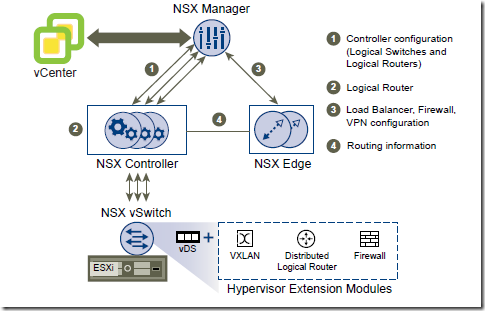 NSX Manager
vCenter
1
3
1 Controller configuration
(Logical Switches and
Logical Routers)
2 Logical Router
3 Load Balancer, Firewall,
VPN configuration
4 Routing information
2
4
NSX Controller
NSX Edge
NSX vSwitch
vDS
+
ESXi
VXLAN
Distributed
Logical Router
Firewall
Hypervisor Extension Modules